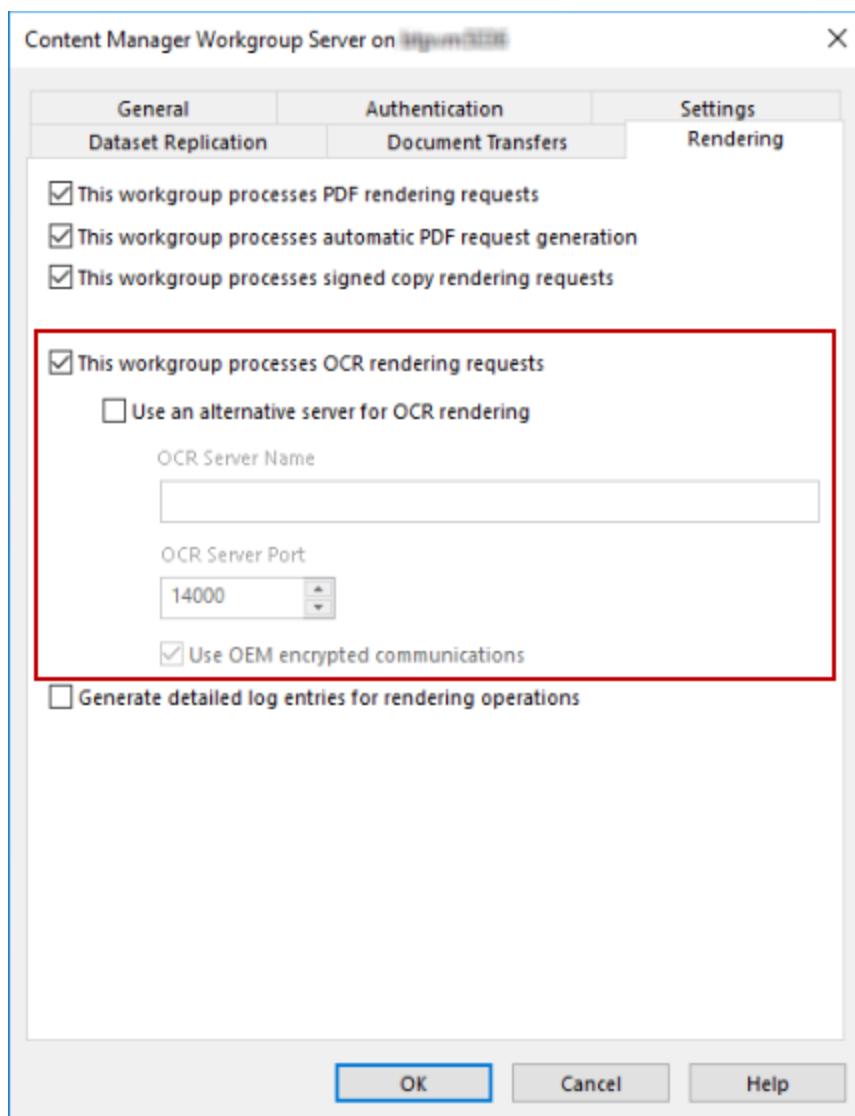 Content Manager Workgroup Server on
General Authentication Settings
Dataset Replication Document Transfers Rendering
This workgroup processes PDF rendering requests
This workgroup processes automatic PDF request generation
This workgroup processes signed copy rendering requests
This workgroup processes OCR rendering requests
Use an alternative server for OCR rendering
OCR Server Name
OCR Server Port
14000
Use OEM encrypted communications
Generate detailed log entries for rendering operations
OK Cancel Help